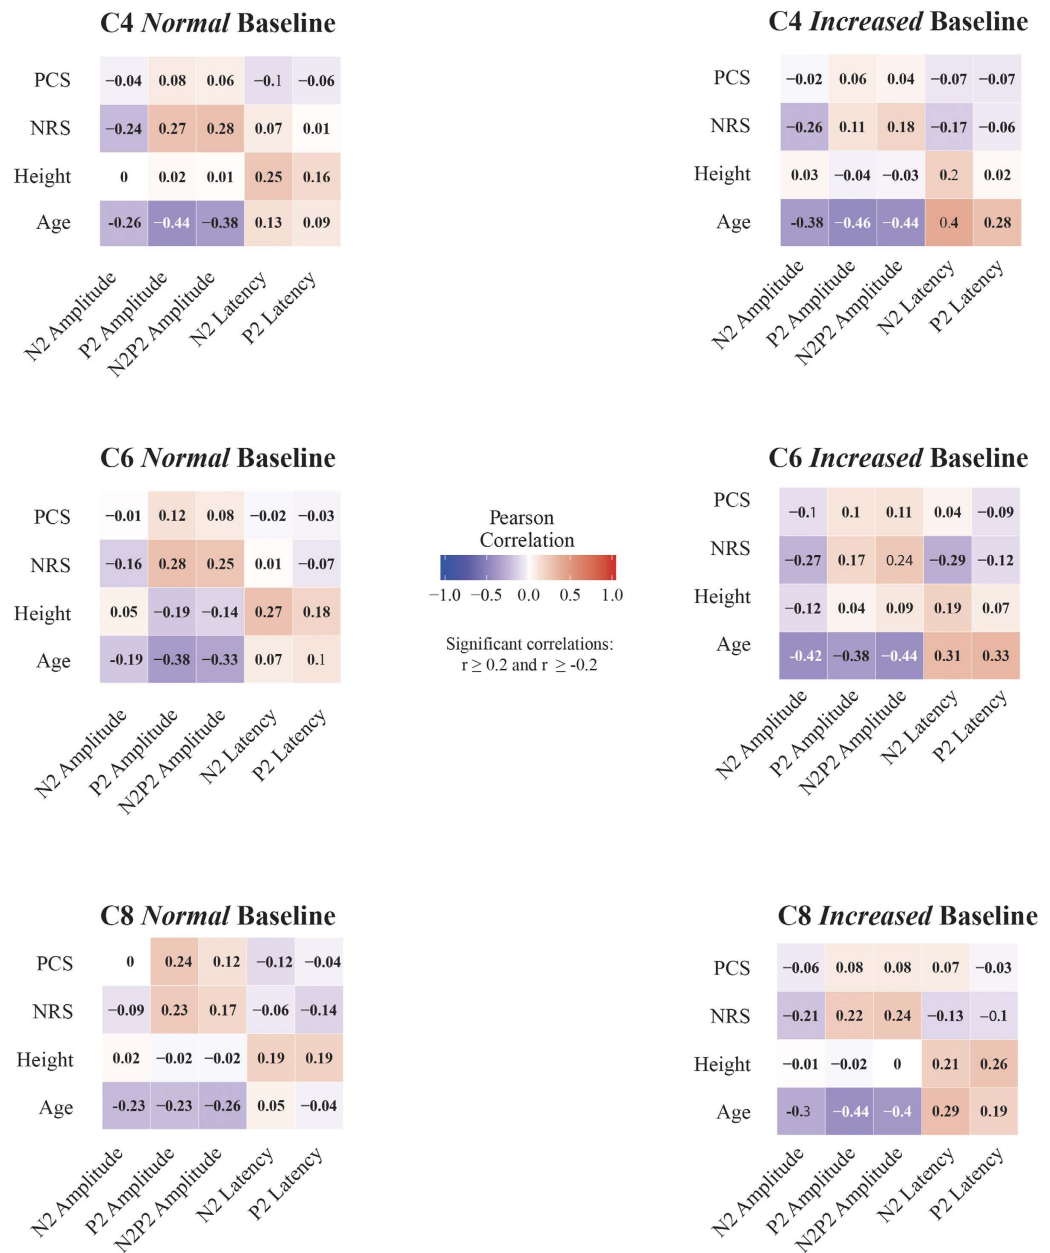 C4 Normal Baseline
PCS −0.04 0.08 0.06 −0.1 −0.06
NRS −0.24 0.27 0.28 0.07 0.01
Height 0 0.02 0.01 0.25 0.16
Age -0.26 −0.44 −0.38 0.13 0.09
N2 Amplitude
P2 Amplitude
N2P2 Amplitude
N2 Latency
P2 Latency
C4 Increased Baseline
PCS −0.02 0.06 0.04 −0.07 −0.07
NRS −0.26 0.11 0.18 −0.17 −0.06
Height 0.03 −0.04 −0.03 0.2 0.02
Age -0.38 −0.46 −0.44 0.4 0.28
N2 Amplitude
P2 Amplitude
N2P2 Amplitude
N2 Latency
P2 Latency
C6 Normal Baseline
PCS −0.01 0.12 0.08 −0.02 −0.03
NRS −0.16 0.28 0.25 0.01 −0.07
Height 0.05 −0.19 −0.14 0.27 0.18
Age -0.19 −0.38 −0.33 0.07 0.1
N2 Amplitude
P2 Amplitude
N2P2 Amplitude
N2 Latency
P2 Latency
Pearson
Correlation
−1.0 −0.5 0.0 0.5 1.0
Significant correlations:
r ≥ 0.2 and r ≥ -0.2
C6 Increased Baseline
PCS −0.1 0.1 0.11 0.04 −0.09
NRS −0.27 0.17 0.24 −0.29 −0.12
Height −0.12 0.04 0.09 0.19 0.07
Age -0.42 −0.38 −0.44 0.31 0.33
N2 Amplitude
P2 Amplitude
N2P2 Amplitude
N2 Latency
P2 Latency
C8 Normal Baseline
PCS 0 0.24 0.12 −0.12 −0.04
NRS −0.09 0.23 0.17 −0.06 −0.14
Height 0.02 −0.02 −0.02 0.19 0.19
Age -0.23 −0.23 −0.26 0.05 −0.04
N2 Amplitude
P2 Amplitude
N2P2 Amplitude
N2 Latency
P2 Latency
C8 Increased Baseline
PCS −0.06 0.08 0.08 0.07 −0.03
NRS −0.21 0.22 0.24 −0.13 −0.1
Height −0.01 −0.02 0 0.21 0.26
Age -0.3 −0.44 −0.4 0.29 0.19
N2 Amplitude
P2 Amplitude
N2P2 Amplitude
N2 Latency
P2 Latency